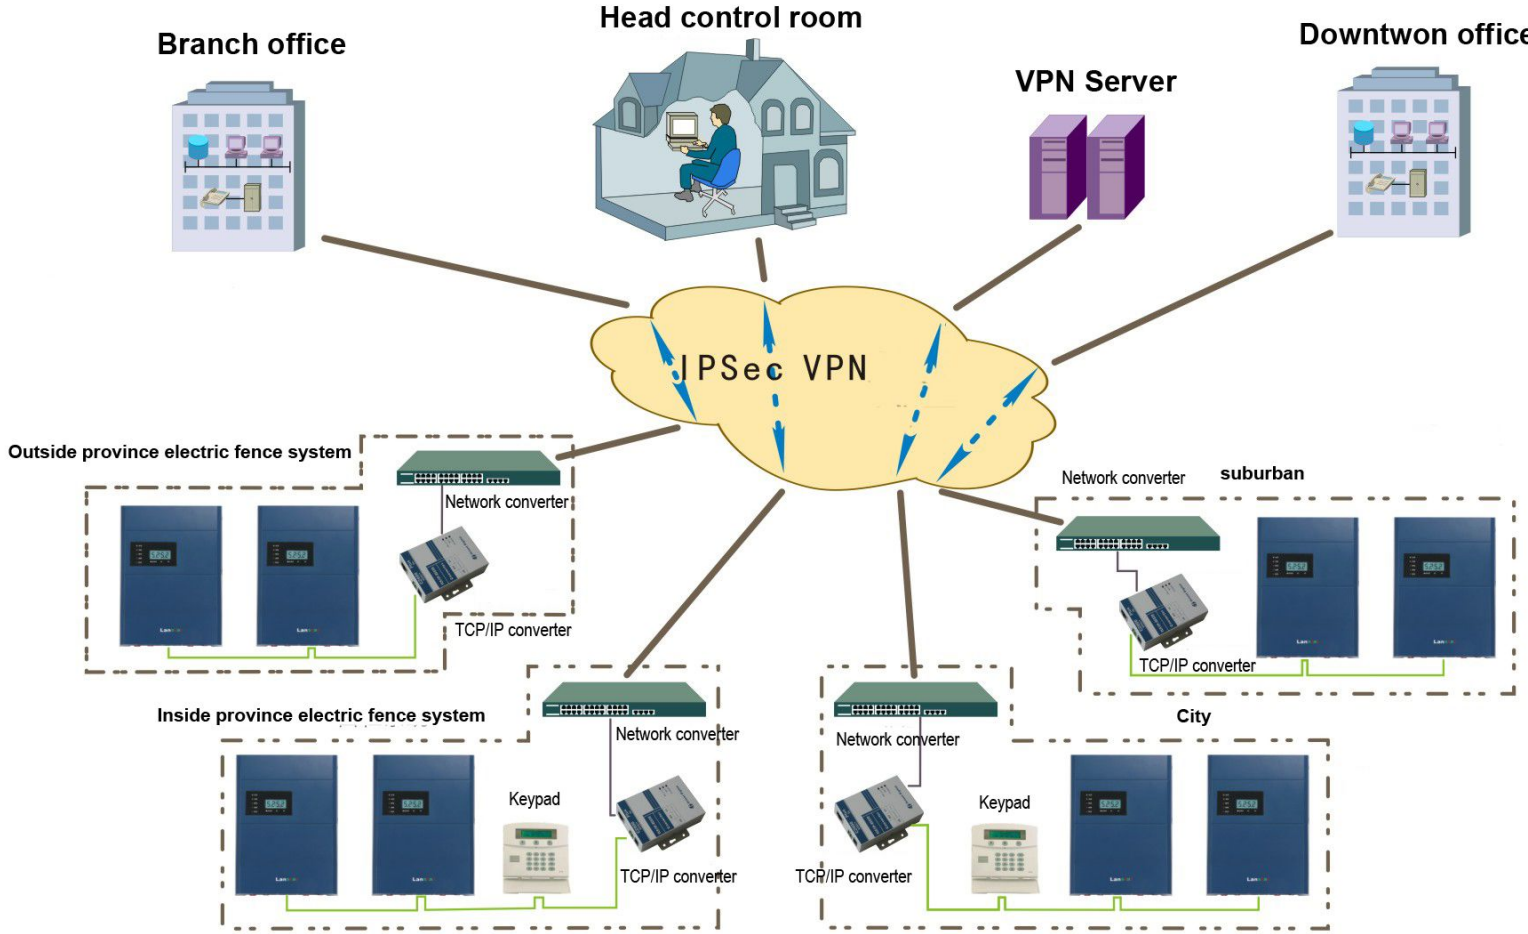 Head control room
Branch office
Downtwon office
VPN Server
IPSec VPN
Outside province electric fence system
Network converter
TCP/IP converter
Network converter
suburban
TCP/IP converter
Inside province electric fence system
Network converter
Keypad
TCP/IP converter
City
Network converter
Keypad
TCP/IP converter